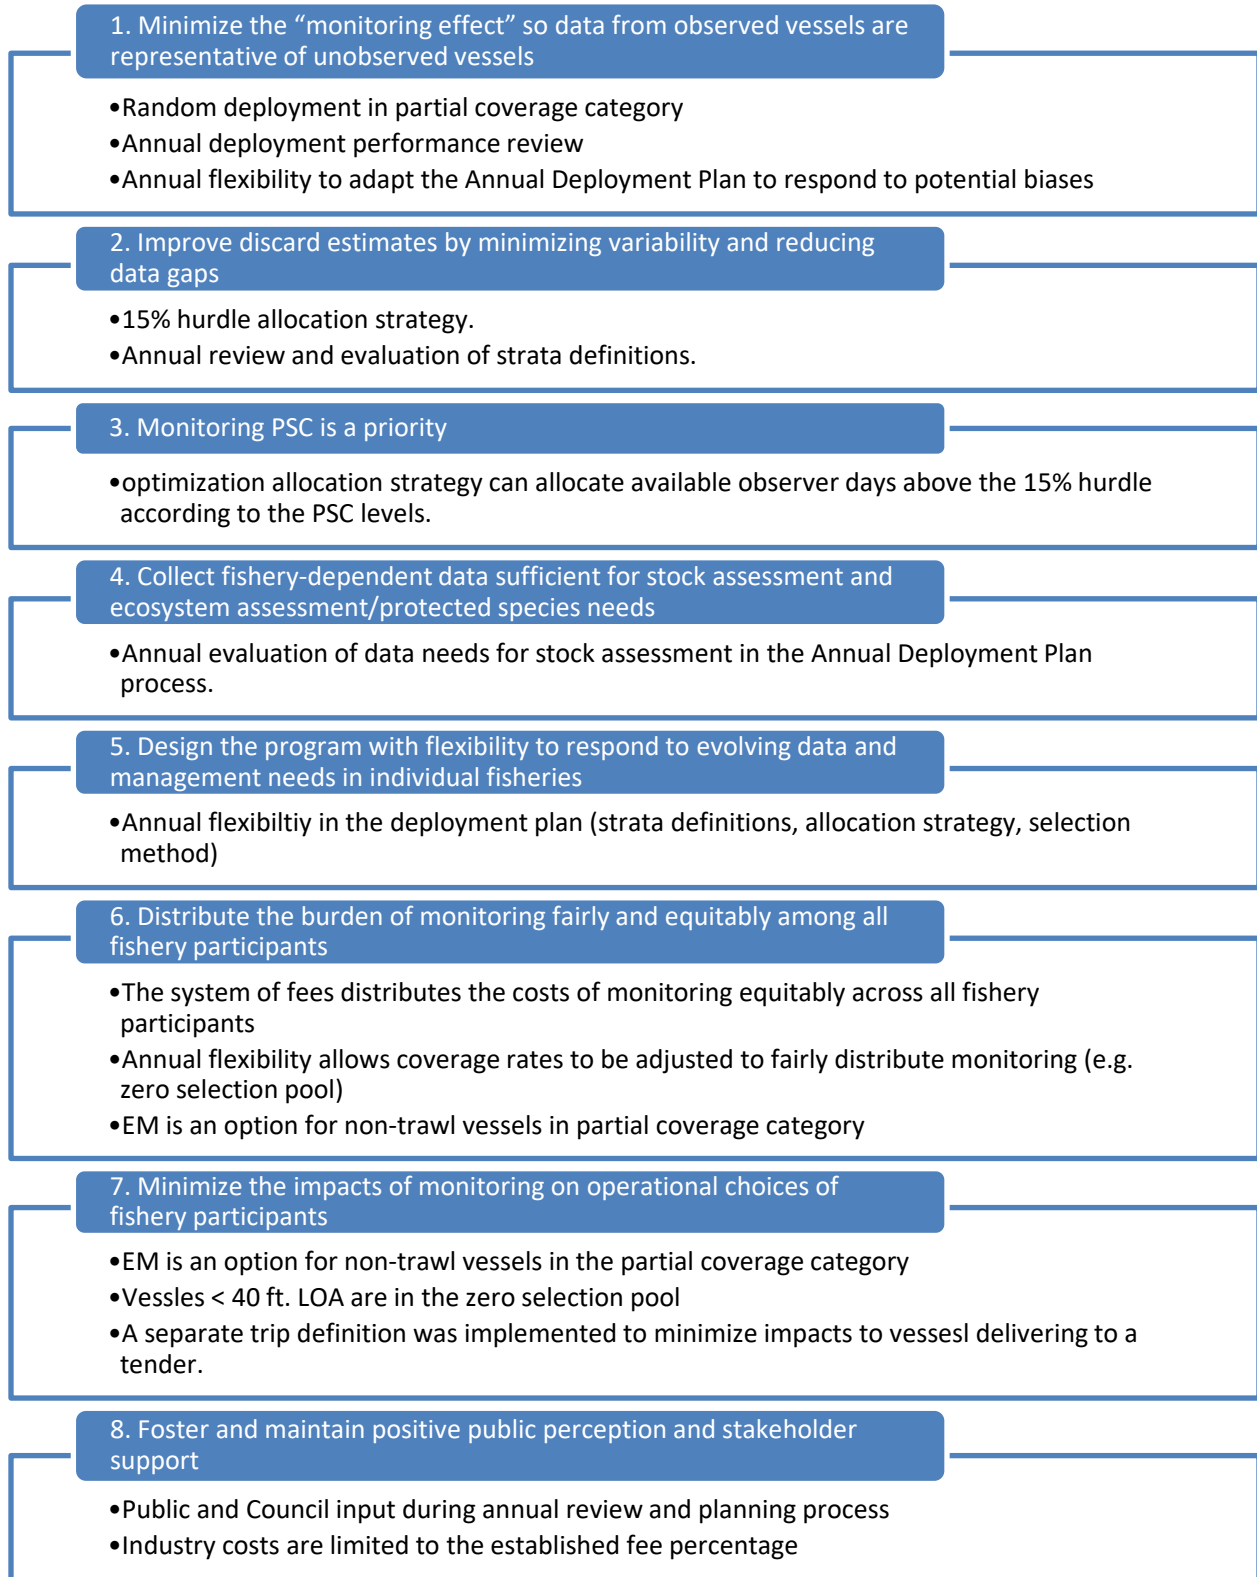 1. Minimize the “monitoring effect” so data from observed vessels are
representative of unobserved vessels
•Random deployment in partial coverage category
•Annual deployment performance review
•Annual flexibility to adapt the Annual Deployment Plan to respond to potential biases
2. Improve discard estimates by minimizing variability and reducing
data gaps
•15% hurdle allocation strategy.
•Annual review and evaluation of strata definitions.
3. Monitoring PSC is a priority
•optimization allocation strategy can allocate available observer days above the 15% hurdle
according to the PSC levels.
4. Collect fishery-dependent data sufficient for stock assessment and
ecosystem assessment/protected species needs
•Annual evaluation of data needs for stock assessment in the Annual Deployment Plan
process.
5. Design the program with flexibility to respond to evolving data and
management needs in individual fisheries
•Annual flexibiltiy in the deployment plan (strata definitions, allocation strategy, selection
method)
6. Distribute the burden of monitoring fairly and equitably among all
fishery participants
•The system of fees distributes the costs of monitoring equitably across all fishery
participants
•Annual flexibility allows coverage rates to be adjusted to fairly distribute monitoring (e.g.
zero selection pool)
•EM is an option for non-trawl vessels in partial coverage category
7. Minimize the impacts of monitoring on operational choices of
fishery participants
•EM is an option for non-trawl vessels in the partial coverage category
•Vessles < 40 ft. LOA are in the zero selection pool
•A separate trip definition was implemented to minimize impacts to vessesl delivering to a
tender.
8. Foster and maintain positive public perception and stakeholder
support
•Public and Council input during annual review and planning process
•Industry costs are limited to the established fee percentage